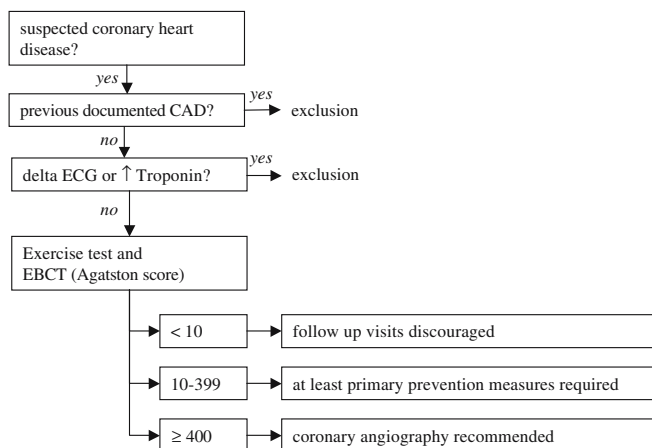 suspected coronary heart
disease?
yes
previous documented CAD?
yes
exclusion
no
delta ECG or ↑ Troponin?
yes
exclusion
no
Exercise test and
EBCT (Agatston score)
< 10
follow up visits discouraged
10-399
at least primary prevention measures required
≥ 400
coronary angiography recommended